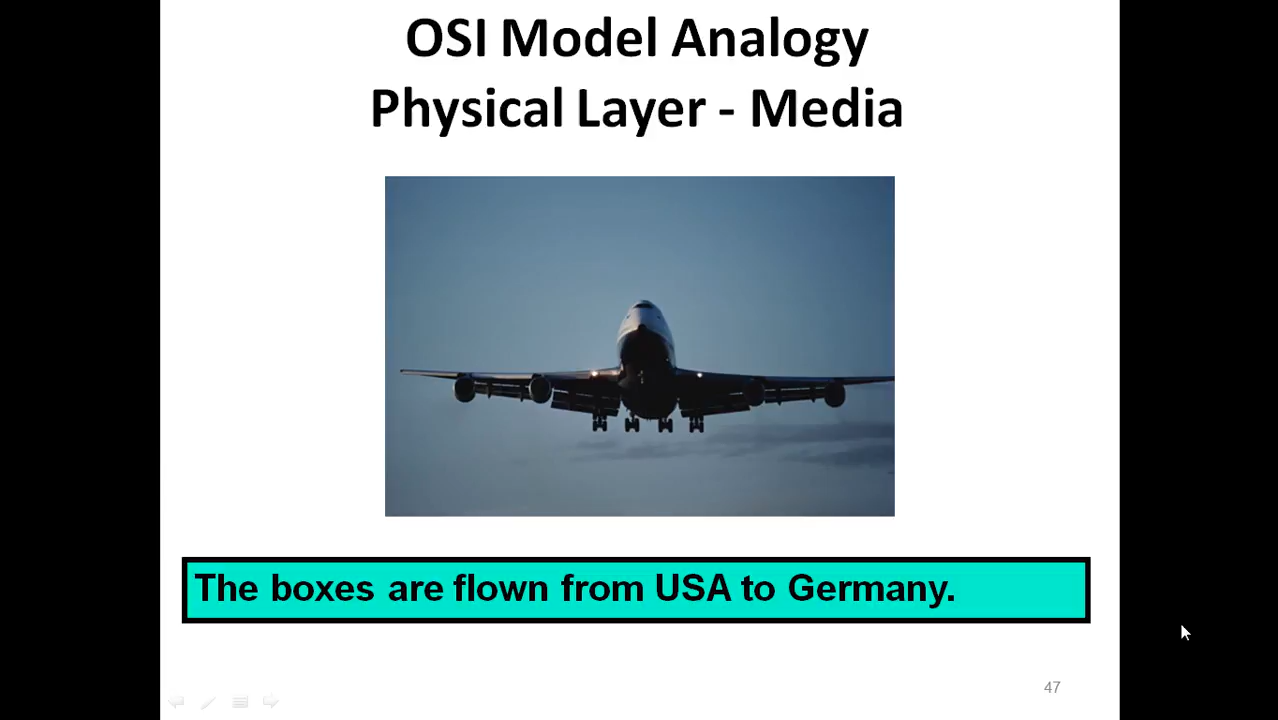 OSI Model Analogy
Physical Layer - Media
The boxes are flown from USA to Germany.
47